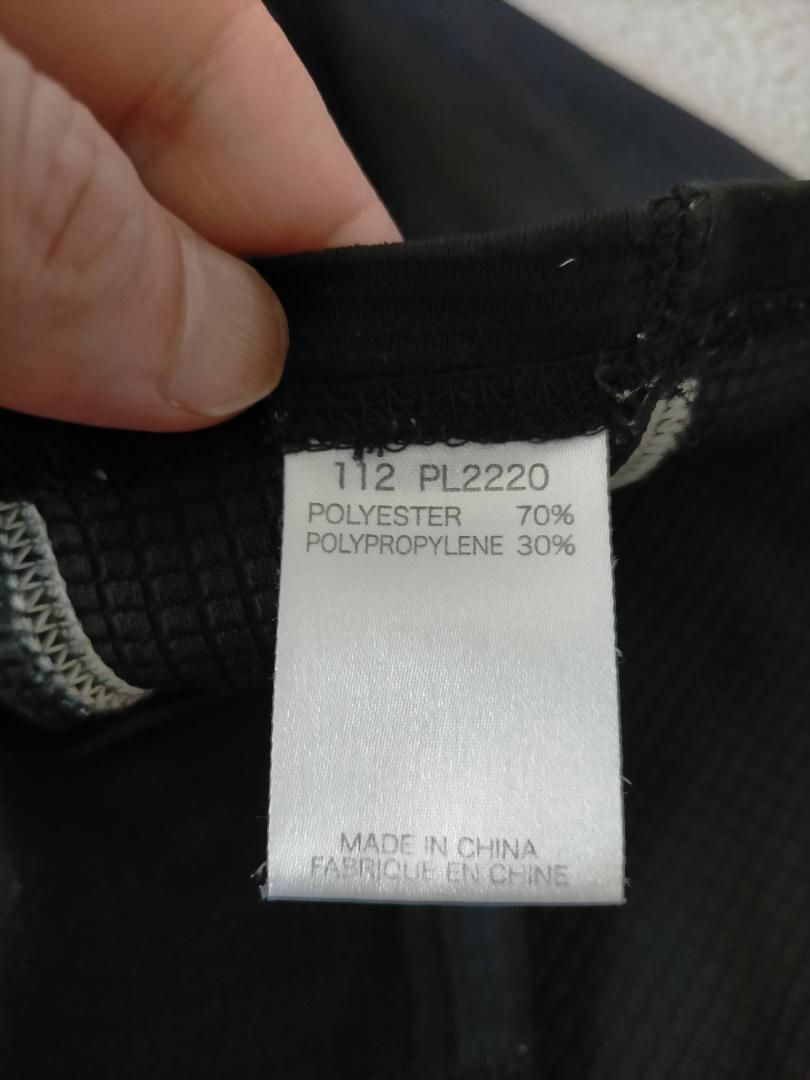 112 PL2220
POLYESTER 70%
POLYPROPYLENE 30%
MADE IN CHINA
FABRIQUE EN CHINE